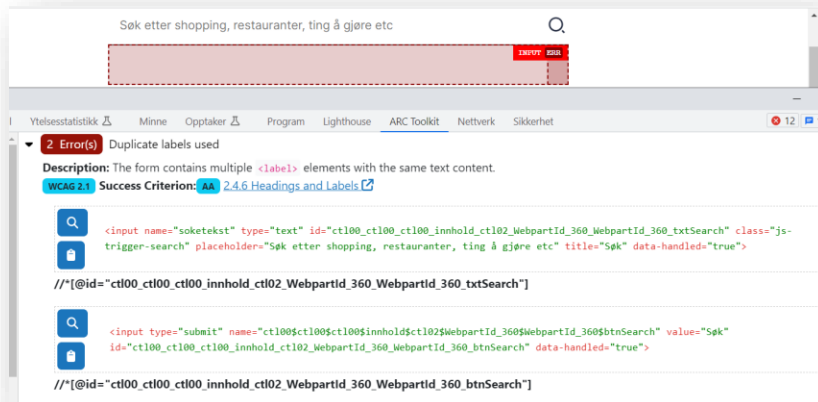 Søk etter shopping, restauranter, ting å gjøre etc
INPUT ERR
Ytelsesstatistikk Minne Opptaker Program Lighthouse ARC Toolkit Nettverk Sikkerhet 12
2 Error(s) Duplicate labels used
Description: The form contains multiple <label> elements with the same text content.
WCAG 2.1 Success Criterion: AA 2.4.6 Headings and Labels
<input name="soketekst" type="text" id="ctl00_ctl00_ctl00_innhold_ctl02_WebpartId_360_WebpartId_360_txtSearch" class="js-
trigger-search" placeholder="Søk etter shopping, restauranter, ting å gjøre etc" title="Søk" data-handled="true">
//*[@id="ctl00_ctl00_ctl00_innhold_ctl02_WebpartId_360_WebpartId_360_txtSearch"]
<input type="submit" name="ctl00$ctl00$ctl00$innhold$ctl02$WebpartId_360$WebpartId_360$btnSearch" value="Søk"
id="ctl00_ctl00_ctl00_innhold_ctl02_WebpartId_360_WebpartId_360_btnSearch" data-handled="true">
//*[@id="ctl00_ctl00_ctl00_innhold_ctl02_WebpartId_360_WebpartId_360_btnSearch"]